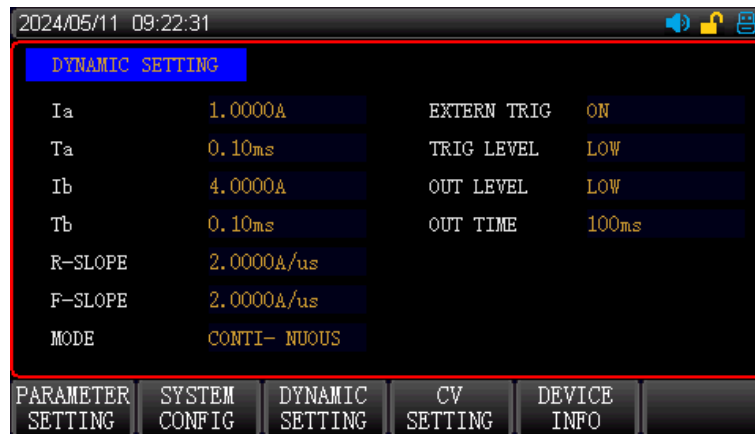 2024/05/11 09:22:31
DYNAMIC SETTING
Ia 1.0000A EXTERN TRIG ON
Ta 0.10ms TRIG LEVEL LOW
Ib 4.0000A OUT LEVEL LOW
Tb 0.10ms OUT TIME 100ms
R-SLOPE 2.0000A/us
F-SLOPE 2.0000A/us
MODE CONTI- NUOUS
PARAMETER SETTING
SYSTEM CONFIG
DYNAMIC SETTING
CV SETTING
DEVICE INFO